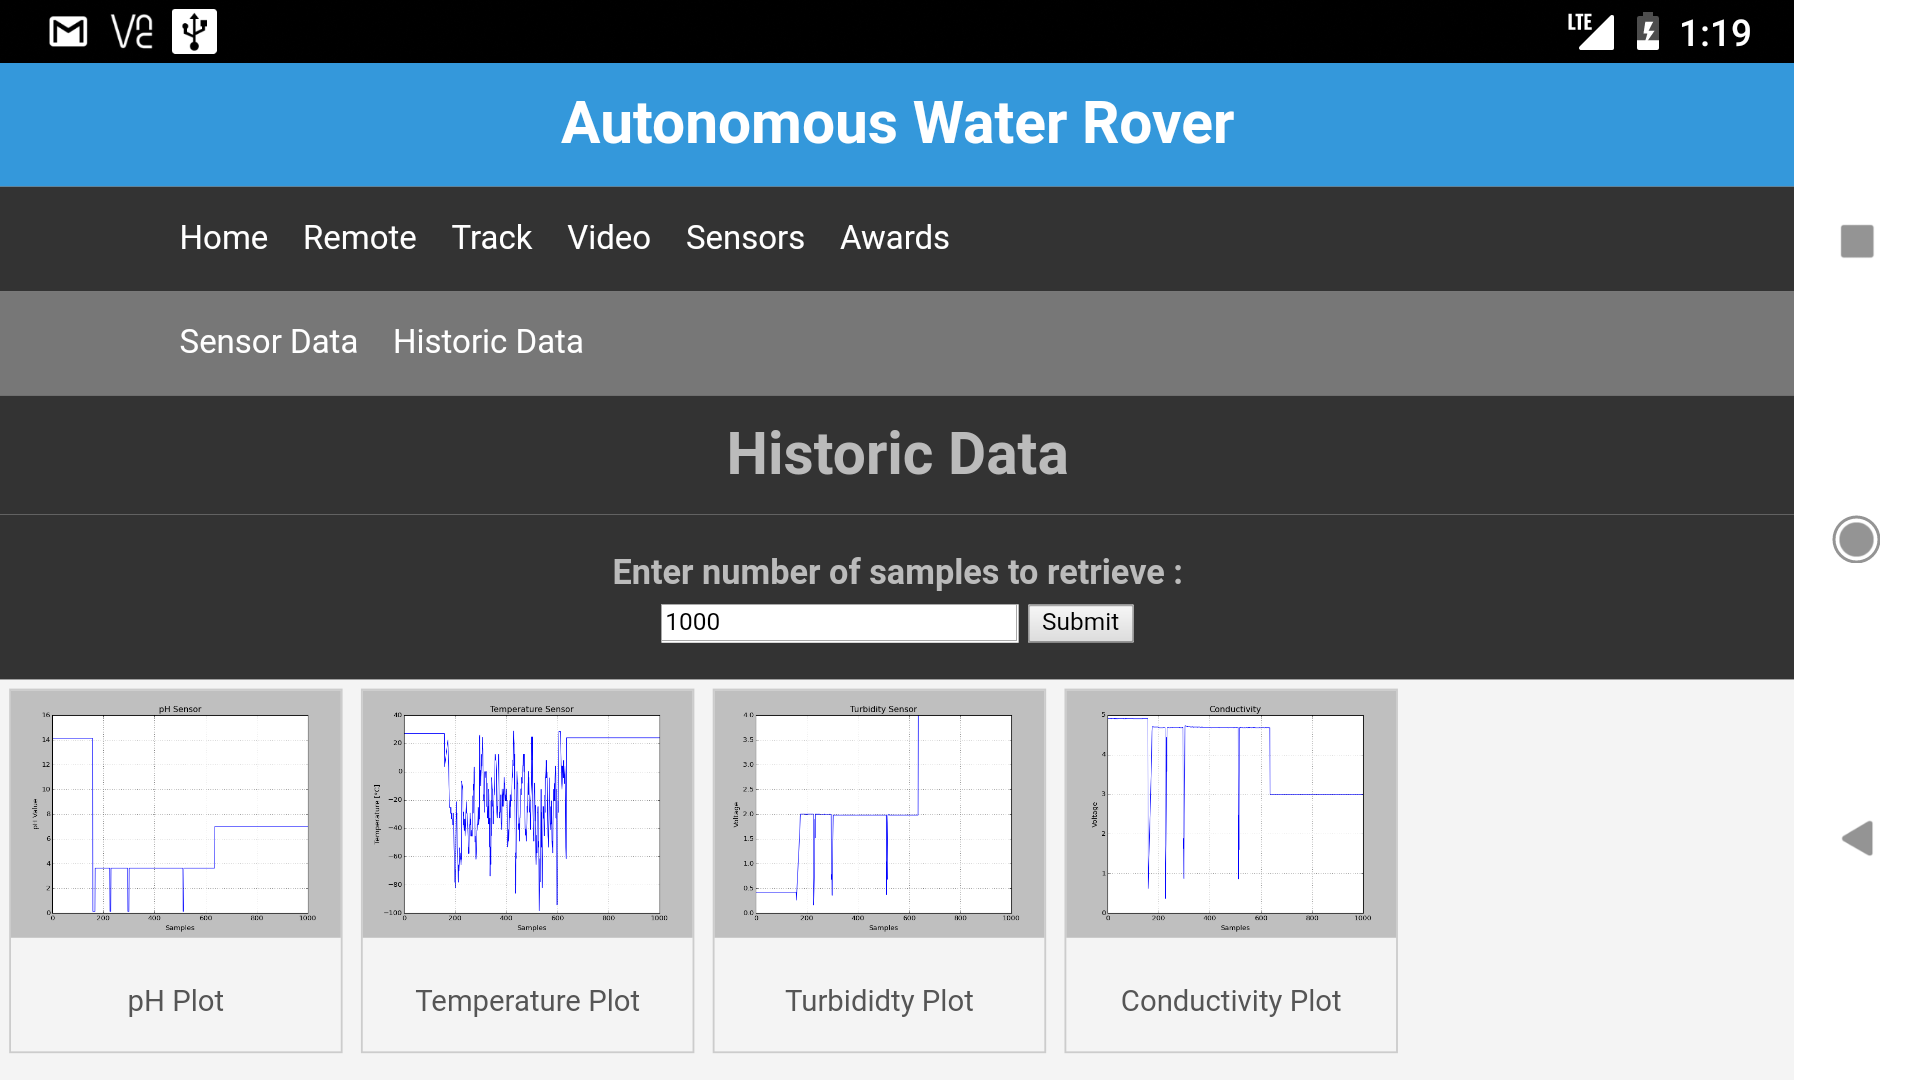 LTE 1:19
Autonomous Water Rover
Home Remote Track Video Sensors Awards
Sensor Data Historic Data
Historic Data
Enter number of samples to retrieve :
1000 Submit
pH Sensor
16
14
12
10
8
6
4
2
0
pH Value
0 200 400 600 800 1000
Samples
pH Plot
Temperature Sensor
40
20
0
−20
−40
−60
−80
−100
Temperature [°C]
0 200 400 600 800 1000
Samples
Temperature Plot
Turbidity Sensor
4.0
3.5
3.0
2.5
2.0
1.5
1.0
0.5
0.0
Voltage
0 200 400 600 800 1000
Samples
Turbididty Plot
Conductivity
5
4
3
2
1
0
Voltage
0 200 400 600 800 1000
Samples
Conductivity Plot